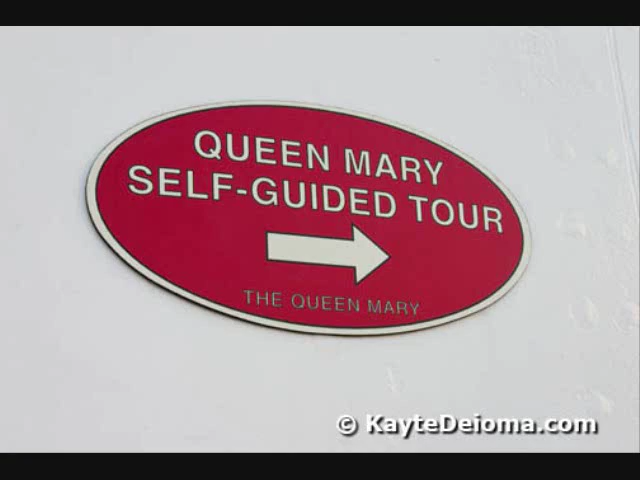 QUEEN MARY
SELF-GUIDED TOUR
THE QUEEN MARY
© KayteDeioma.com